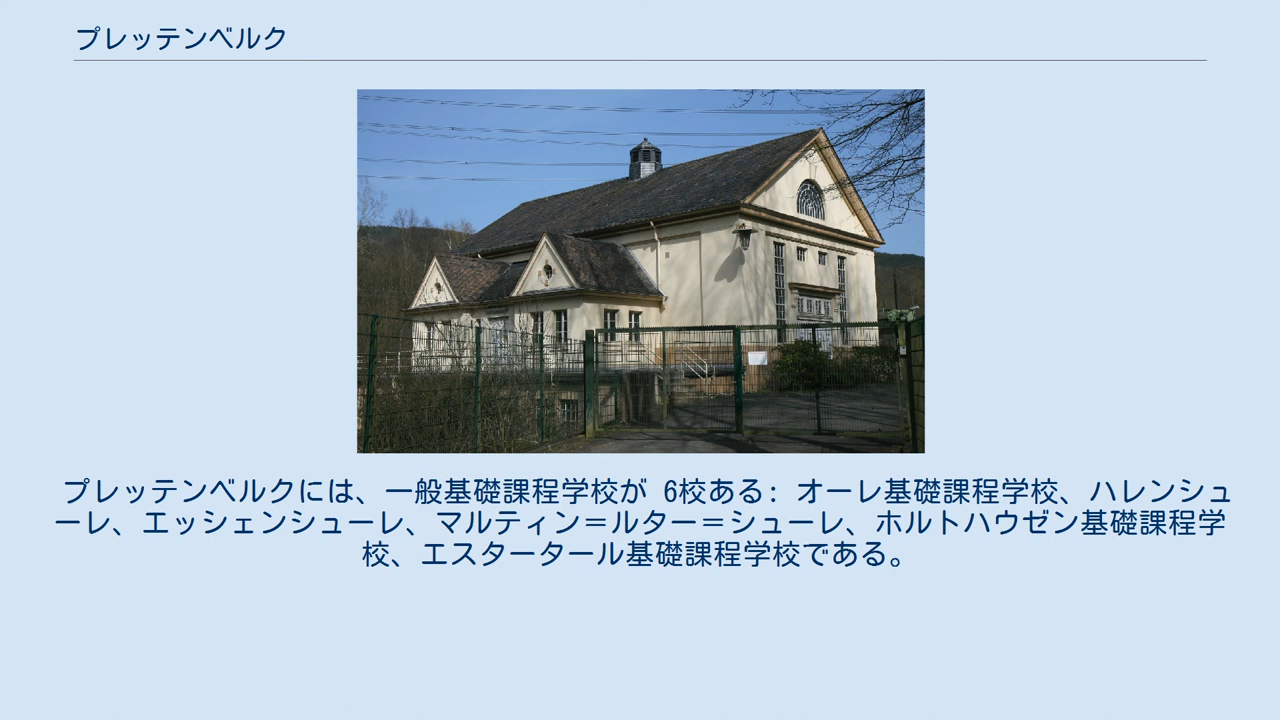 プレッテンベルク
プレッテンベルクには、一般基礎課程学校が 6校ある: オーレ基礎課程学校、ハレンシュ
ーレ、エッシェンシューレ、マルティン＝ルター＝シューレ、ホルトハウゼン基礎課程学
校、エスタータール基礎課程学校である。